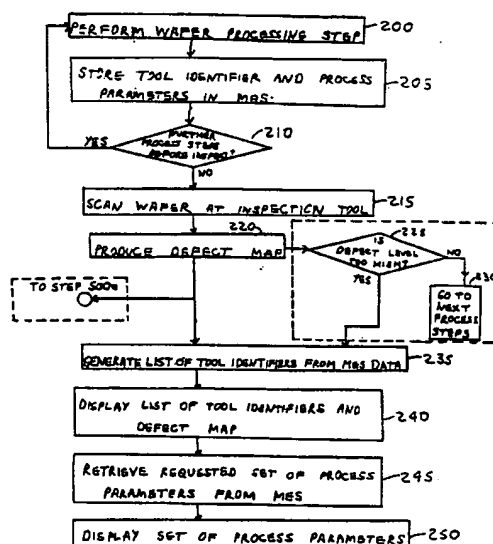 PERFORM WAFER PROCESSING STEP
200
STORE TOOL IDENTIFIER AND PROCESS
PARAMETERS IN MES.
205
FURTHER
PROCESS STEPS
BEFORE INSPECT?
210
YES
NO
SCAN WAFER AT INSPECTION TOOL
215
PRODUCE DEFECT MAP
220
IS
DEFECT LEVEL
TOO HIGH?
225
NO
YES
230
GO TO
NEXT
PROCESS
STEPS
TO STEP 500a
GENERATE LIST OF TOOL IDENTIFIERS FROM MES DATA
235
DISPLAY LIST OF TOOL IDENTIFIERS AND
DEFECT MAP
240
RETRIEVE REQUESTED SET OF PROCESS
PARAMETERS FROM MES
245
DISPLAY SET OF PROCESS PARAMETERS
250